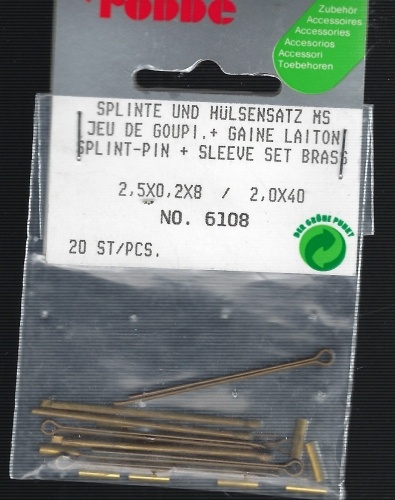 robbe
Zubehör
Accessoires
Accessories
Accesorios
Accessori
Toebehoren
SPLINTE UND HÜLSENSATZ MS
JEU DE GOUPI.+ GAINE LAITON
SPLINT-PIN + SLEEVE SET BRASS
2,5X0,2X8 / 2,0X40
NO. 6108
DER GRÜNE PUNKT
20 ST/PCS.